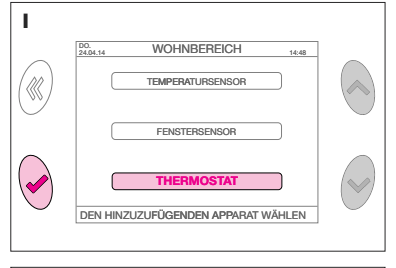 I
DO.
24.04.14 WOHNBEREICH 14:48
TEMPERATURSENSOR
FENSTERSENSOR
THERMOSTAT
DEN HINZUZUFÜGENDEN APPARAT WÄHLEN